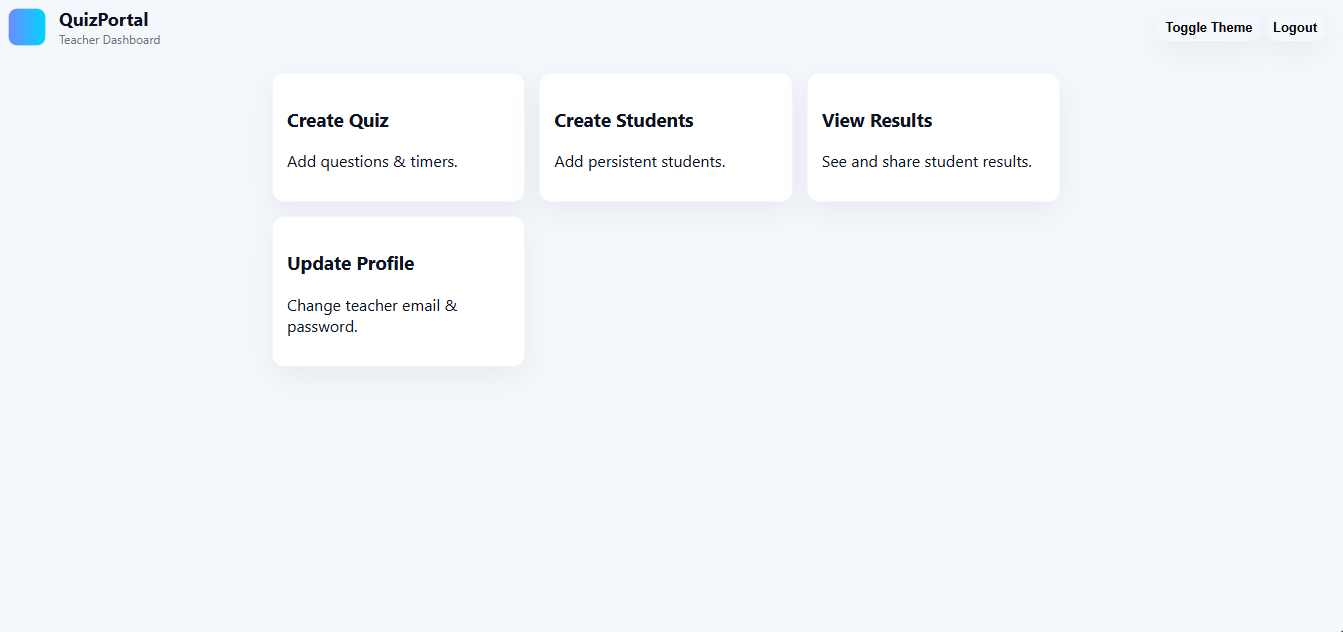 QuizPortal
Teacher Dashboard
Toggle Theme
Logout
Create Quiz
Add questions & timers.
Create Students
Add persistent students.
View Results
See and share student results.
Update Profile
Change teacher email &
password.